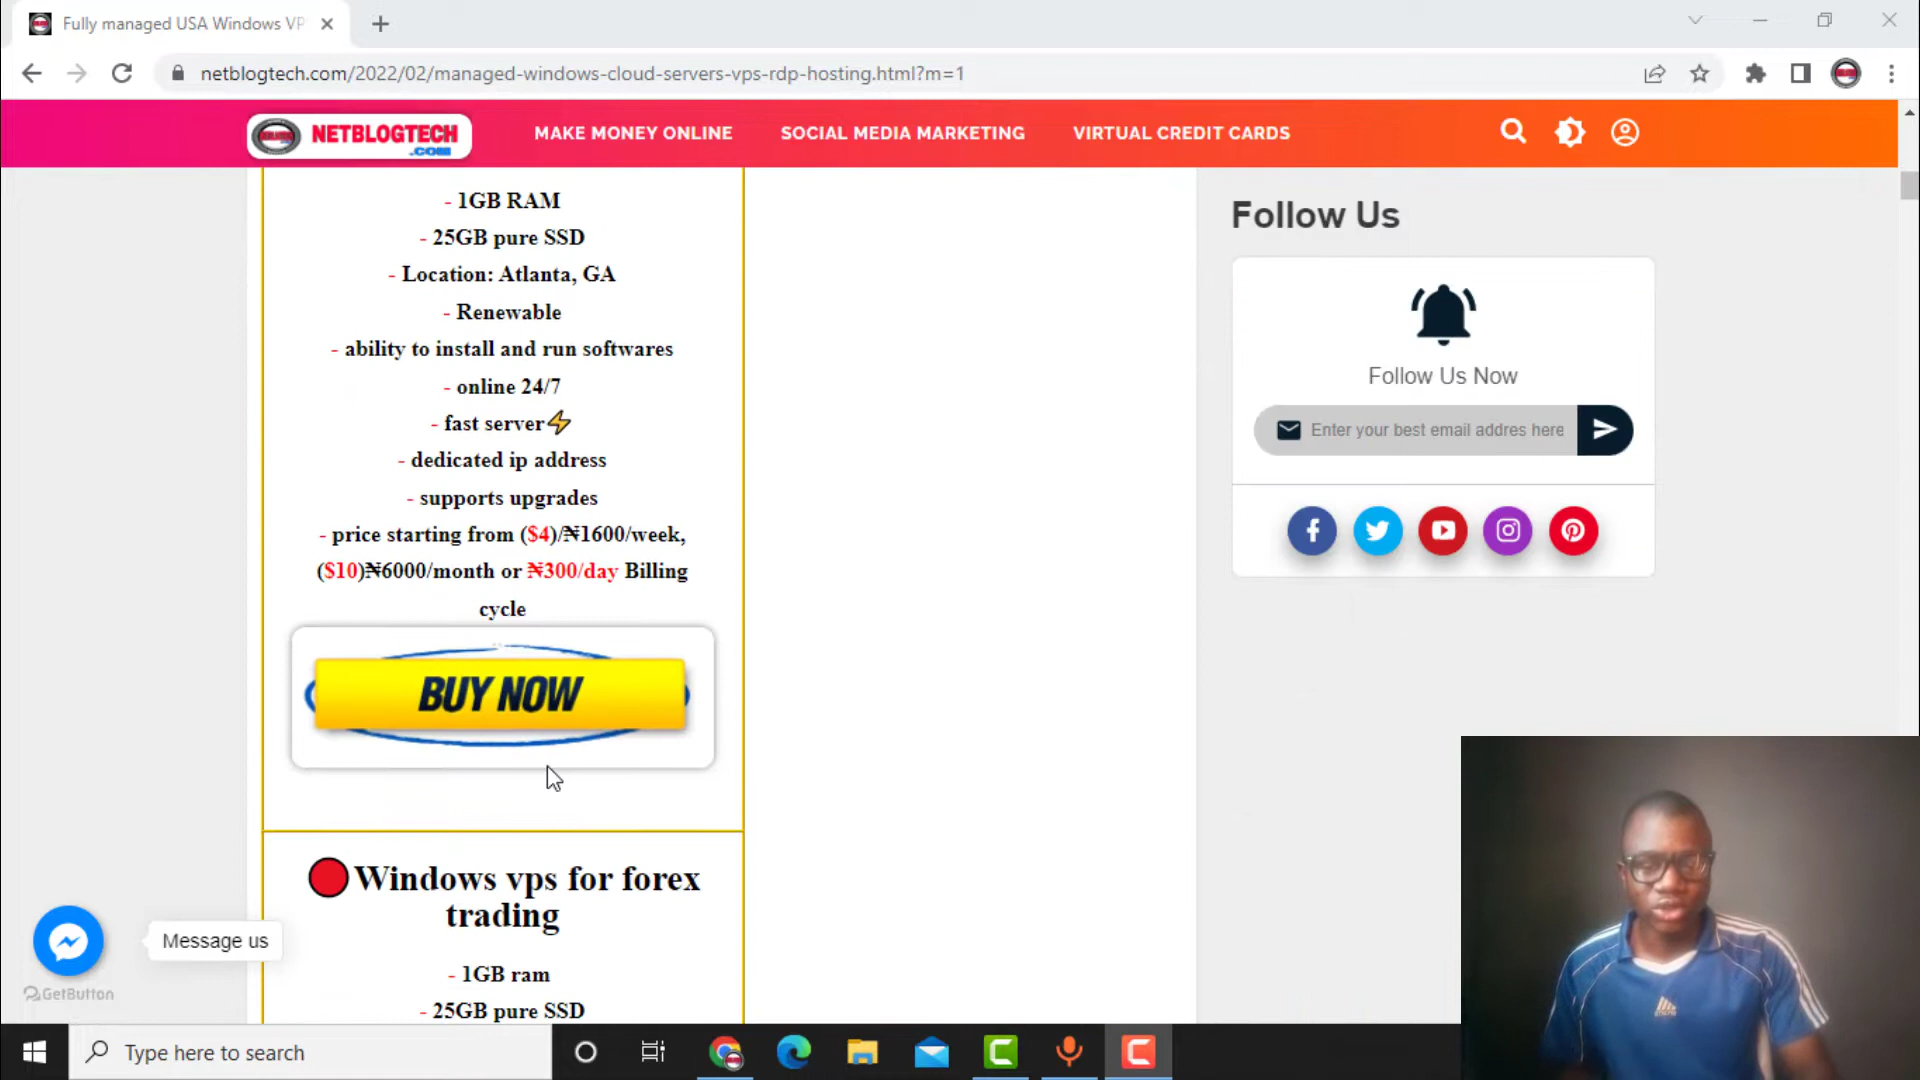 Fully managed USA Windows VP
netblogtech.com/2022/02/managed-windows-cloud-servers-vps-rdp-hosting.html?m=1
NETBLOGTECH
.COM
MAKE MONEY ONLINE
SOCIAL MEDIA MARKETING
VIRTUAL CREDIT CARDS
- 1GB RAM
- 25GB pure SSD
- Location: Atlanta, GA
- Renewable
- ability to install and run softwares
- online 24/7
- fast server⚡
- dedicated ip address
- supports upgrades
- price starting from ($4)/₦1600/week,
($10)₦6000/month or ₦300/day Billing
cycle
BUY NOW
🔴Windows vps for forex
trading
- 1GB ram
- 25GB pure SSD
Follow Us
Follow Us Now
Enter your best email addres here
Message us
GetButton
Type here to search